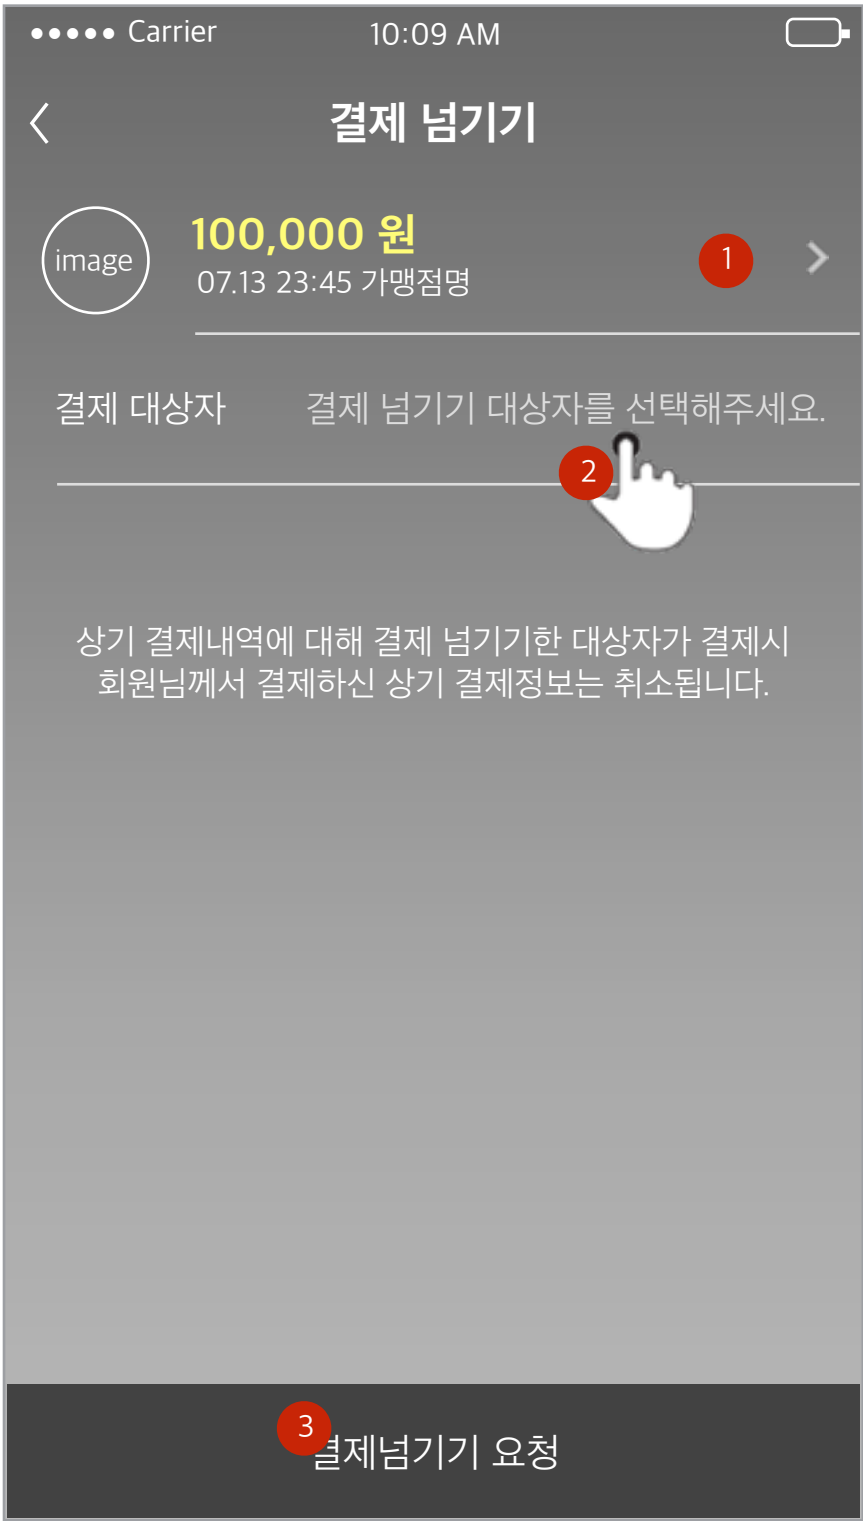 Carrier
10:09 AM
결제 넘기기
image
100,000 원
07.13 23:45 가맹점명
1
결제 대상자
결제 넘기기 대상자를 선택해주세요.
2
상기 결제내역에 대해 결제 넘기기한 대상자가 결제시
회원님께서 결제하신 상기 결제정보는 취소됩니다.
3
결제넘기기 요청